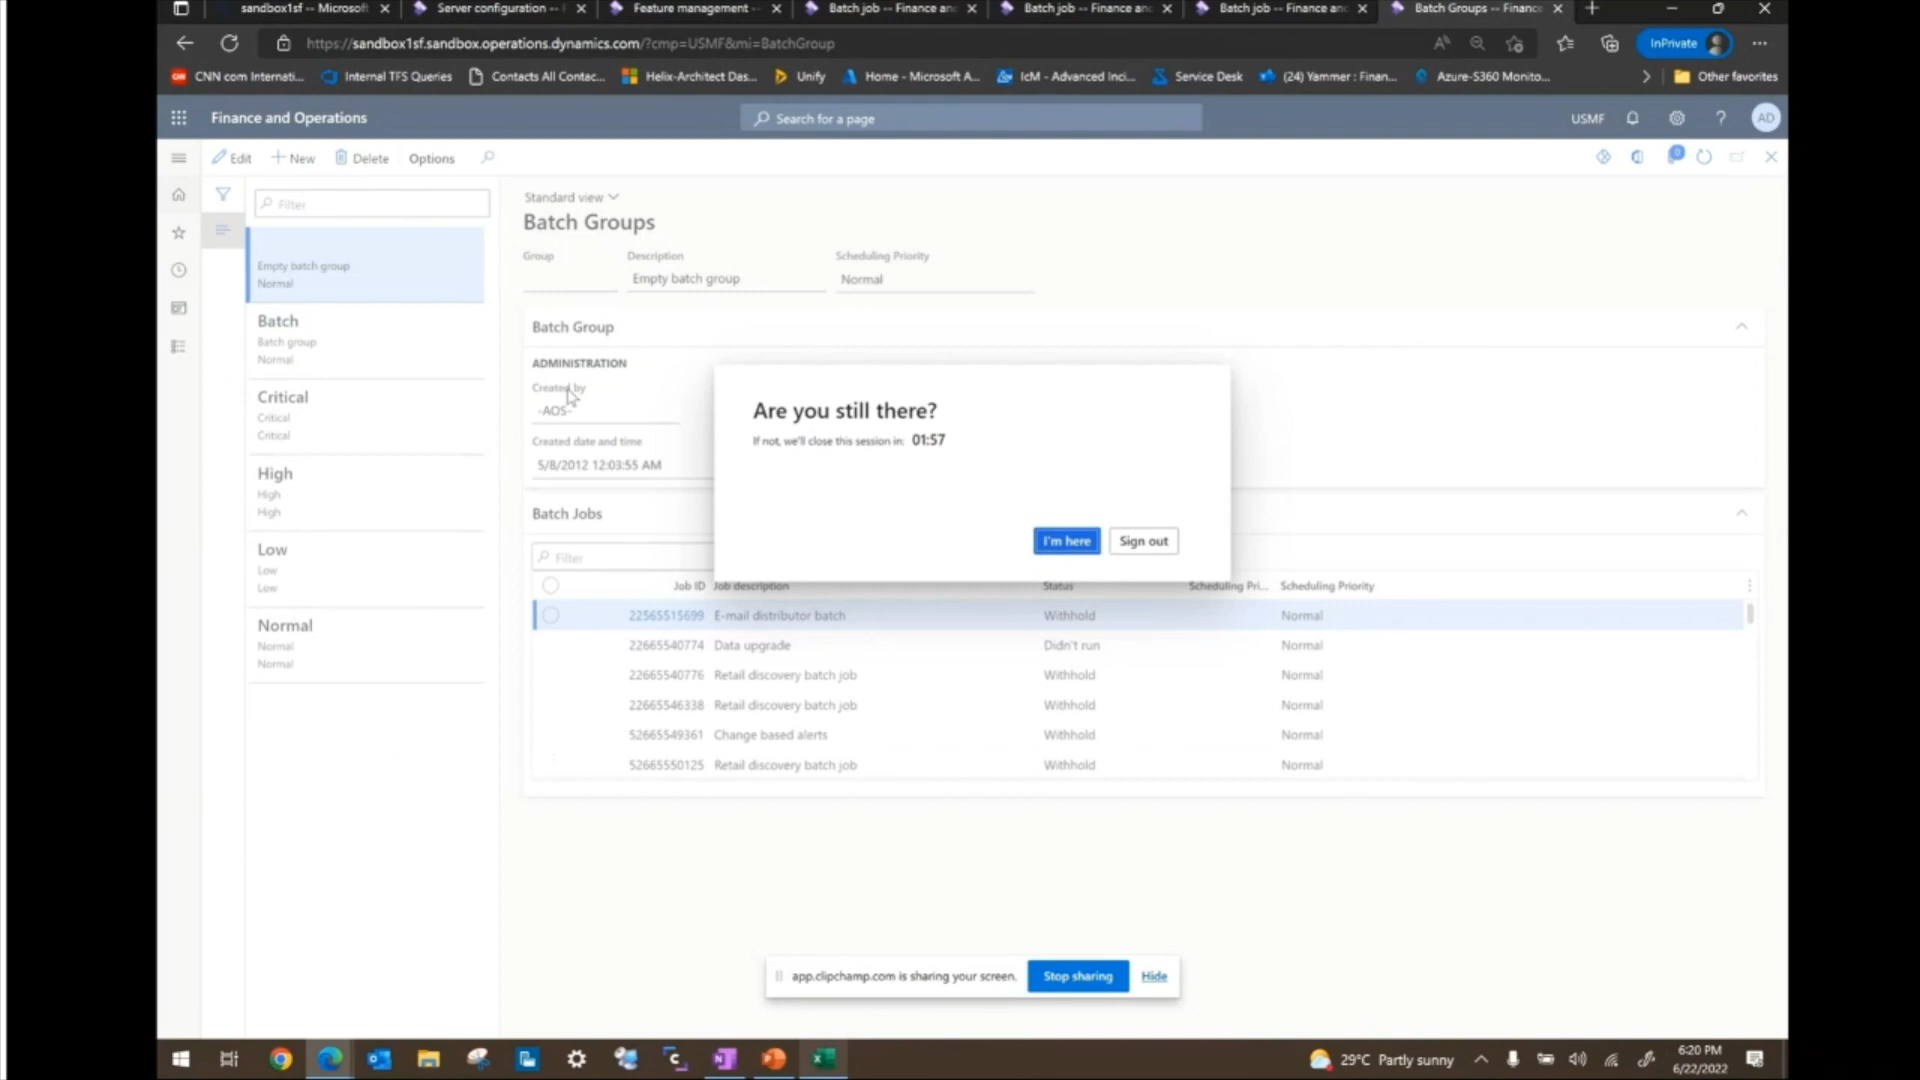 sandbox1sf -- Microsoft
Server configuration --
Feature management -
Batch job -- Finance an
Batch job -- Finance an
Batch job -- Finance an
Batch Groups -- Finance
https://sandbox1sf.sandbox.operations.dynamics.com/?cmp=USMF&mi=BatchGroup
InPrivate
CNN com Internati...
Internal TFS Queries
Contacts All Contac...
Helix-Architect Das...
Unify
Home - Microsoft A...
IcM - Advanced Inci...
Service Desk
(24) Yammer : Finan...
Azure-S360 Monito...
Other favorites
Finance and Operations
Search for a page
USMF
?
AD
Edit
New
Delete
Options
0
Filter
Empty batch group
Normal
Batch
Batch group
Normal
Critical
Critical
Critical
High
High
High
Low
Low
Low
Normal
Normal
Normal
Standard view
Batch Groups
Group
Description
Scheduling Priority
Empty batch group
Normal
Batch Group
ADMINISTRATION
Created by
-AOS-
Created date and time
5/8/2012 12:03:55 AM
Are you still there?
If not, we'll close this session in: 01:57
I'm here
Sign out
Batch Jobs
Filter
Job ID Job description Status Scheduling Pri... Scheduling Priority
22565515699 E-mail distributor batch Withhold Normal
22665540774 Data upgrade Didn't run Normal
22665540776 Retail discovery batch job Withhold Normal
22665546338 Retail discovery batch job Withhold Normal
52665549361 Change based alerts Withhold Normal
52665550125 Retail discovery batch job Withhold Normal
app.clipchamp.com is sharing your screen.
Stop sharing
Hide
29°C Partly sunny
6:20 PM
6/22/2022